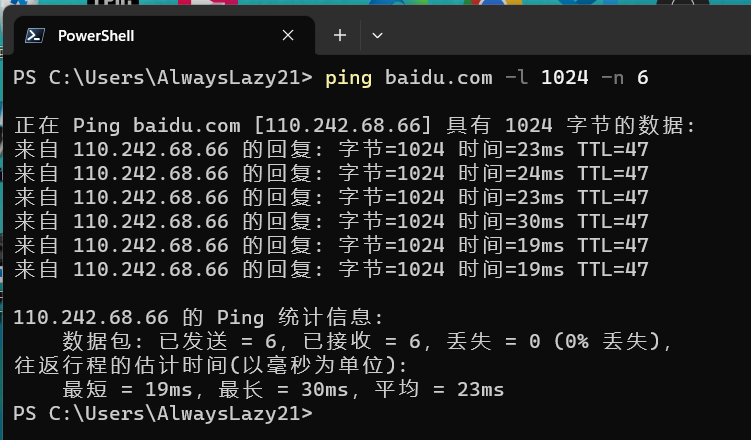 PowerShell
PS C:\Users\AlwaysLazy21> ping baidu.com -l 1024 -n 6
正在 Ping baidu.com [110.242.68.66] 具有 1024 字节的数据:
来自 110.242.68.66 的回复: 字节=1024 时间=23ms TTL=47
来自 110.242.68.66 的回复: 字节=1024 时间=24ms TTL=47
来自 110.242.68.66 的回复: 字节=1024 时间=23ms TTL=47
来自 110.242.68.66 的回复: 字节=1024 时间=30ms TTL=47
来自 110.242.68.66 的回复: 字节=1024 时间=19ms TTL=47
来自 110.242.68.66 的回复: 字节=1024 时间=19ms TTL=47
110.242.68.66 的 Ping 统计信息:
数据包: 已发送 = 6, 已接收 = 6, 丢失 = 0 (0% 丢失),
往返行程的估计时间(以毫秒为单位):
最短 = 19ms, 最长 = 30ms, 平均 = 23ms
PS C:\Users\AlwaysLazy21>